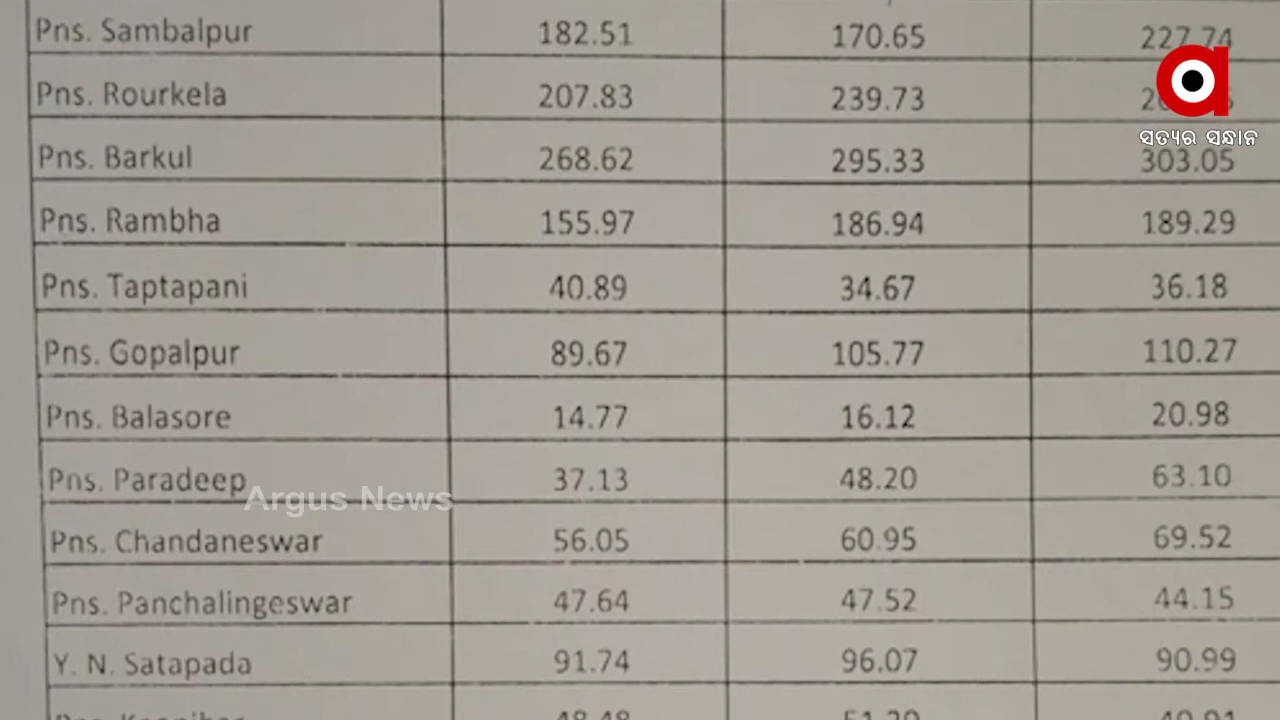 Pns. Sambalpur 182.51 170.65 227.74
Pns. Rourkela 207.83 239.73
Pns. Barkul 268.62 295.33 303.05
Pns. Rambha 155.97 186.94 189.29
Pns. Taptapani 40.89 34.67 36.18
Pns. Gopalpur 89.67 105.77 110.27
Pns. Balasore 14.77 16.12 20.98
Pns. Paradeep 37.13 48.20 63.10
Pns. Chandaneswar 56.05 60.95 69.52
Pns. Panchalingeswar 47.64 47.52 44.15
Y. N. Satapada 91.74 96.07 90.99
ସତ୍ୟର ସନ୍ଧାନ
Argus News